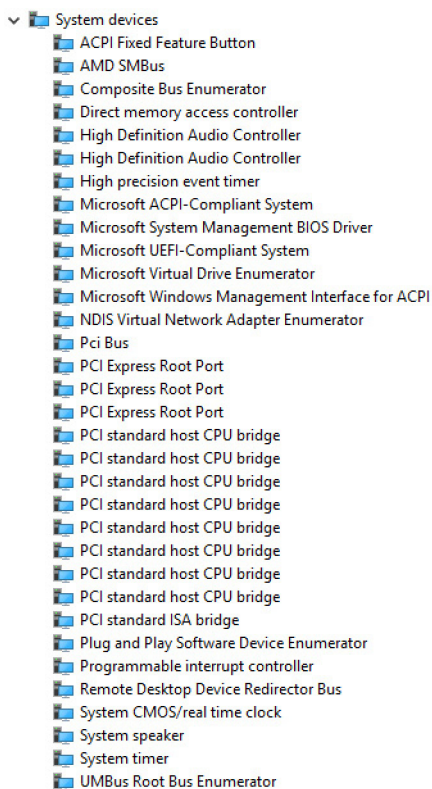 System devices
ACPI Fixed Feature Button
AMD SMBus
Composite Bus Enumerator
Direct memory access controller
High Definition Audio Controller
High Definition Audio Controller
High precision event timer
Microsoft ACPI-Compliant System
Microsoft System Management BIOS Driver
Microsoft UEFI-Compliant System
Microsoft Virtual Drive Enumerator
Microsoft Windows Management Interface for ACPI
NDIS Virtual Network Adapter Enumerator
Pci Bus
PCI Express Root Port
PCI Express Root Port
PCI Express Root Port
PCI standard host CPU bridge
PCI standard host CPU bridge
PCI standard host CPU bridge
PCI standard host CPU bridge
PCI standard host CPU bridge
PCI standard host CPU bridge
PCI standard host CPU bridge
PCI standard host CPU bridge
PCI standard ISA bridge
Plug and Play Software Device Enumerator
Programmable interrupt controller
Remote Desktop Device Redirector Bus
System CMOS/real time clock
System speaker
System timer
UMBus Root Bus Enumerator